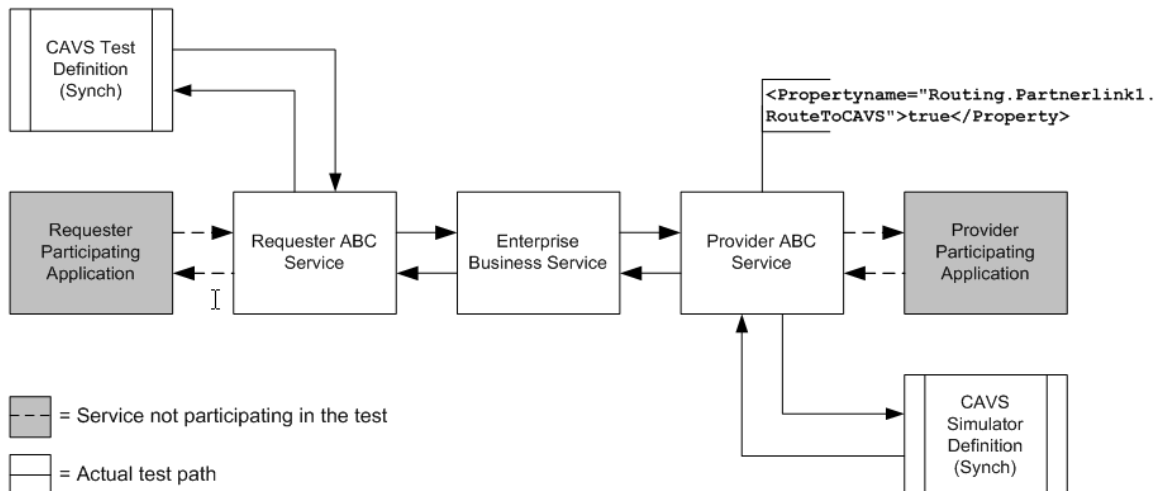 CAVS Test
Definition
(Synch)
<Propertyname="Routing.Partnerlink1.
RouteToCAVS">true</Property>
Requester
Participating
Application
Requester ABC
Service
Enterprise
Business Service
Provider ABC
Service
Provider
Participating
Application
CAVS
Simulator
Definition
(Synch)
= Service not participating in the test
= Actual test path